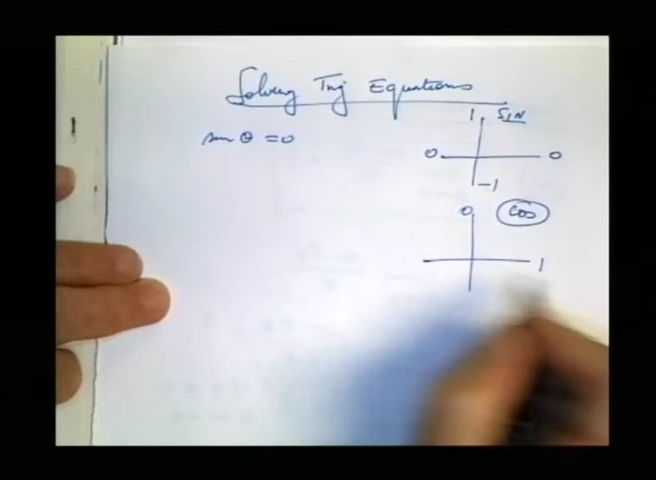 Solving Trig Equations
sin θ = 0
1 SIN
0 0
-1
0 cos
1